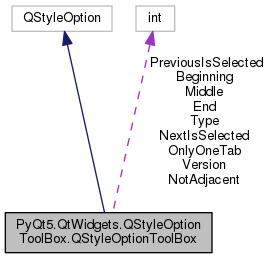 QStyleOption
int
PreviousIsSelected
Beginning
Middle
End
Type
NextIsSelected
OnlyOneTab
Version
NotAdjacent
PyQt5.QtWidgets.QStyleOption
ToolBox.QStyleOptionToolBox